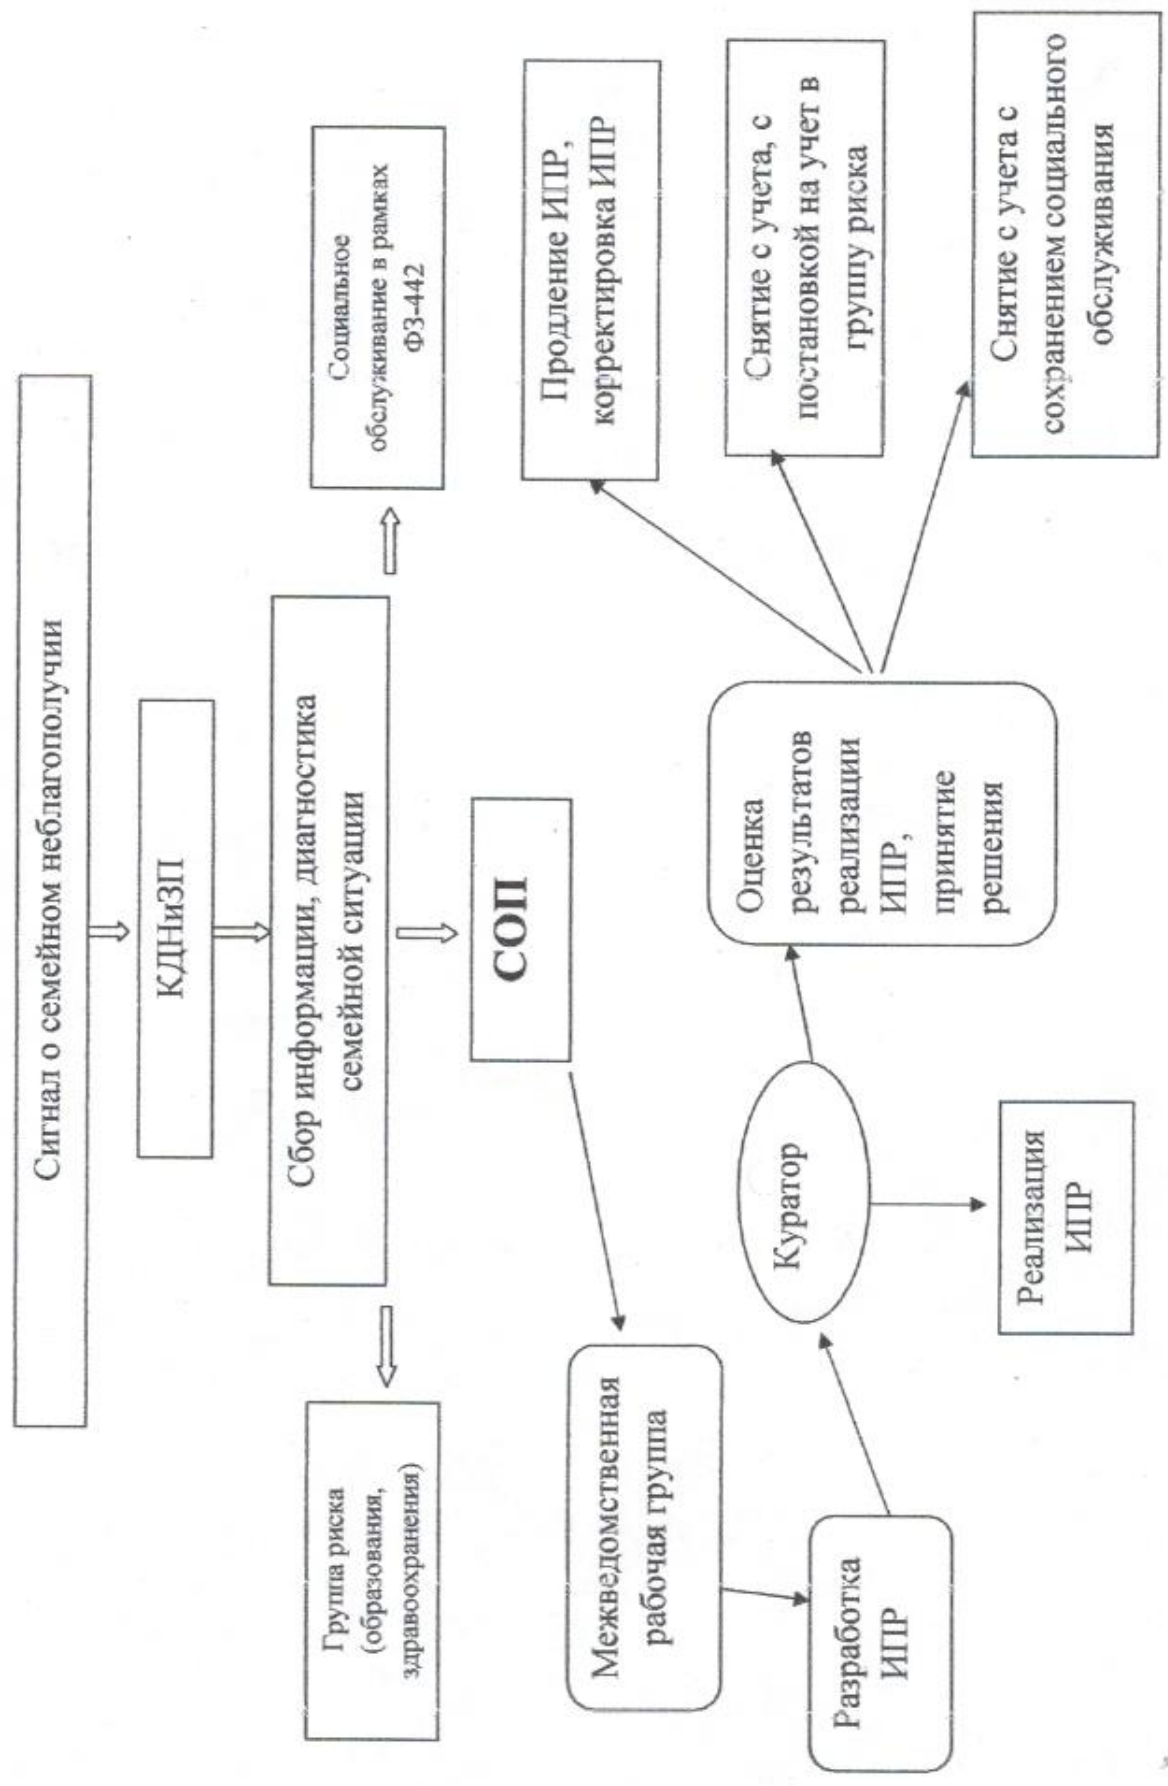 Сигнал о семейном неблагополучии
КДНиЗП
Сбор информации, диагностика
семейной ситуации
Группа риска
(образования,
здравоохранения)
Социальное
обслуживание в рамках
ФЗ-442
СОП
Межведомственная
рабочая группа
Разработка
ИПР
Куратор
Реализация
ИПР
Оценка
результатов
реализации
ИПР,
принятие
решения
Продление ИПР,
корректировка ИПР
Снятие с учета, с
постановкой на учет в
группу риска
Снятие с учета с
сохранением социального
обслуживания